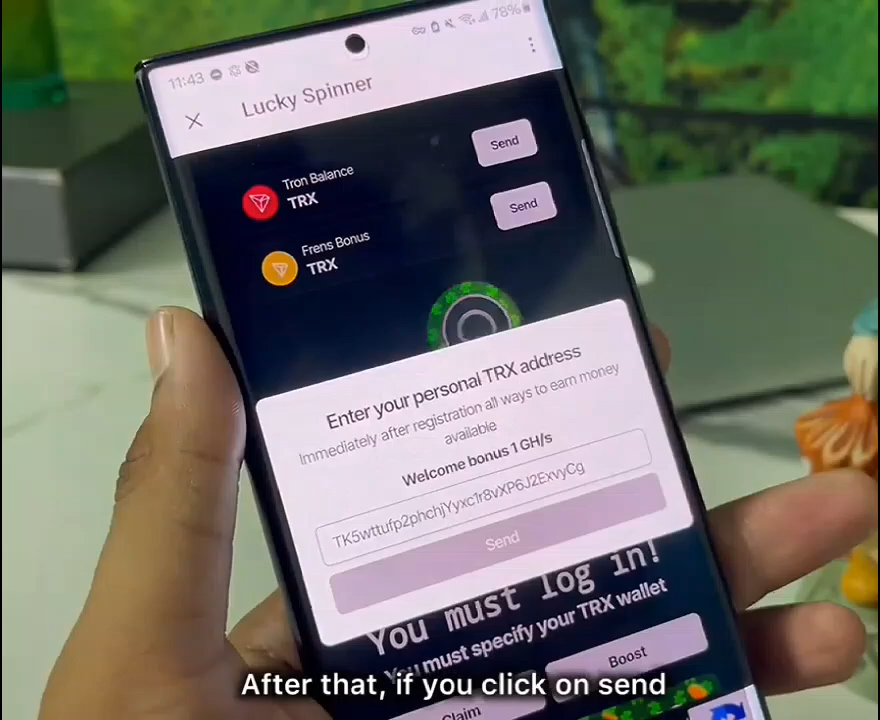 11:43
78%
Lucky Spinner
Tron Balance
TRX
Send
Frens Bonus
TRX
Send
Enter your personal TRX address
Immediately after registration all ways to earn money
available
Welcome bonus 1 GH/s
TK5wttufp2phchjYyxc1r8vXP6J2ExvyCg
Send
You must log in!
You must specify your TRX wallet
Boost
Claim
After that, if you click on send